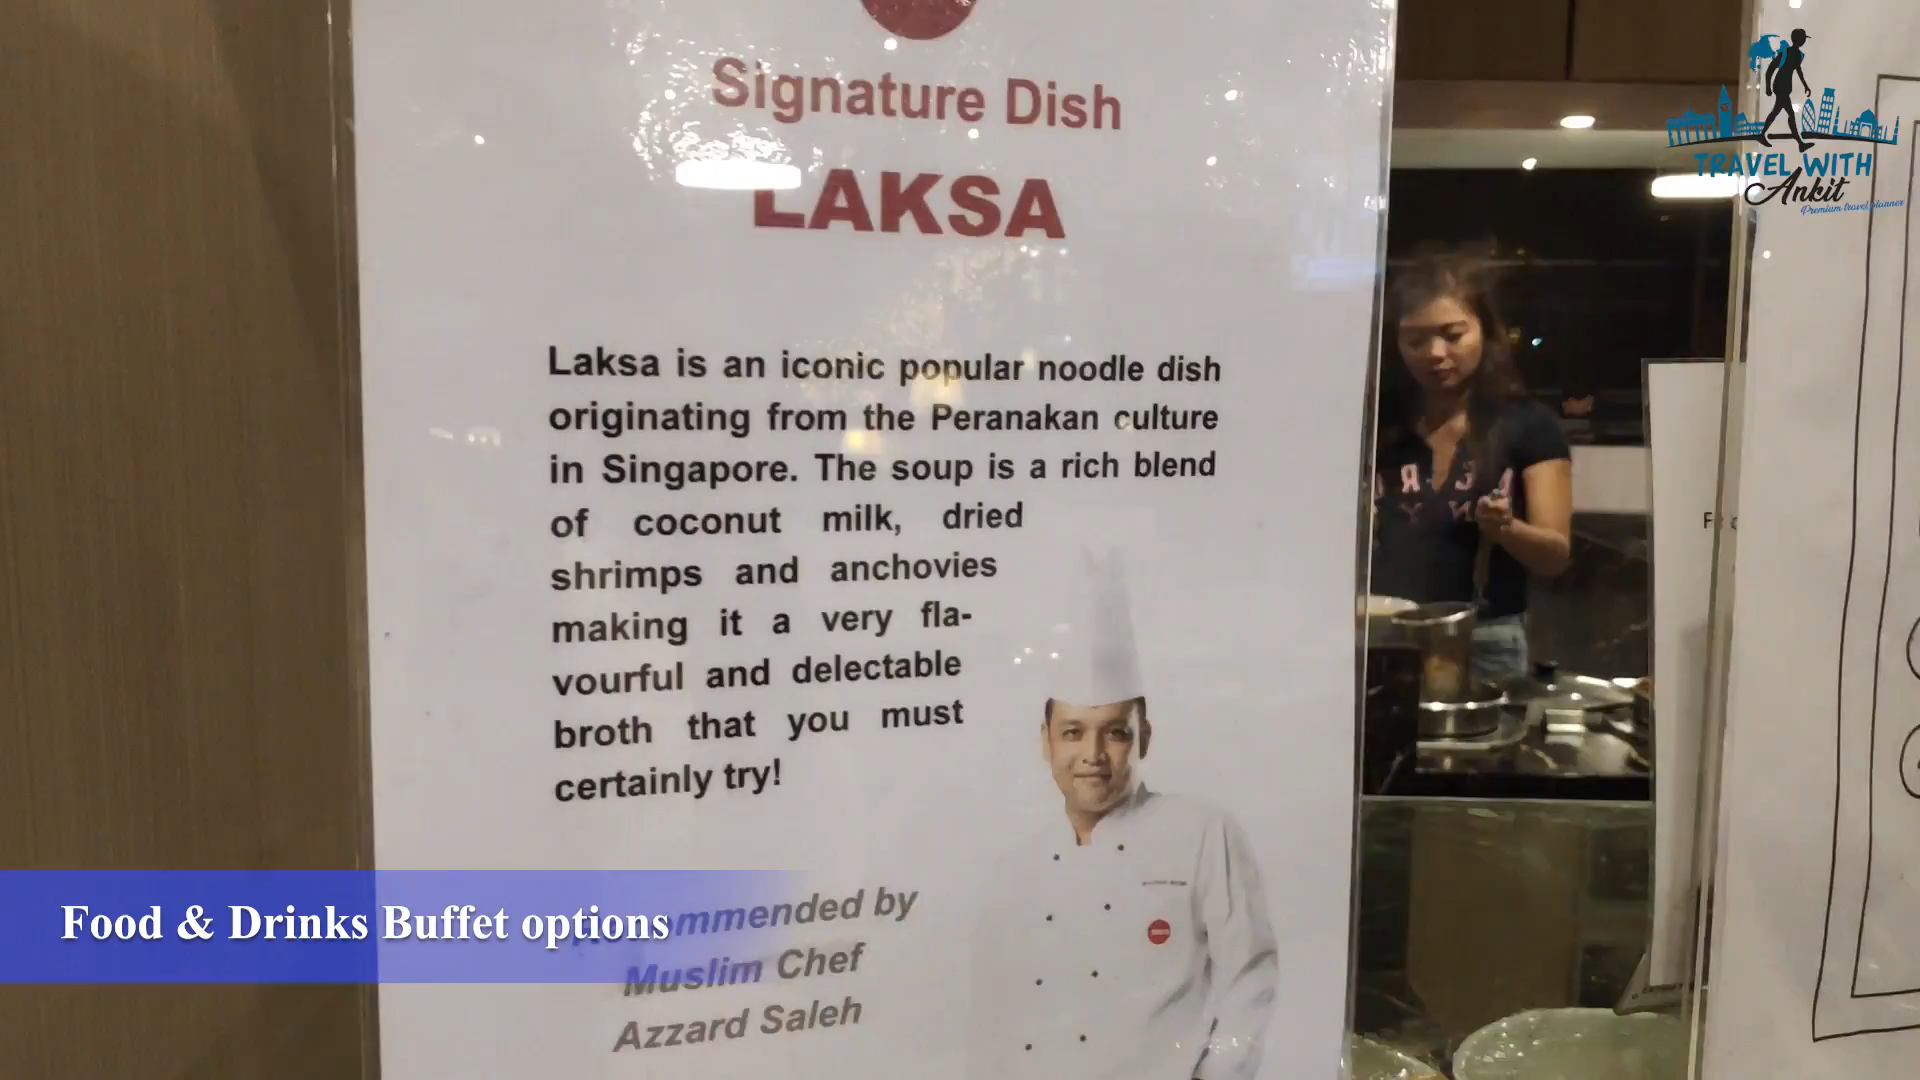 Signature Dish
LAKSA
Laksa is an iconic popular noodle dish
originating from the Peranakan culture
in Singapore. The soup is a rich blend
of coconut milk, dried
shrimps and anchovies
making it a very fla-
vourful and delectable
broth that you must
certainly try!
Recommended by
Muslim Chef
Azzard Saleh
Food & Drinks Buffet options
TRAVEL WITH
Ankit
Premium travel planner